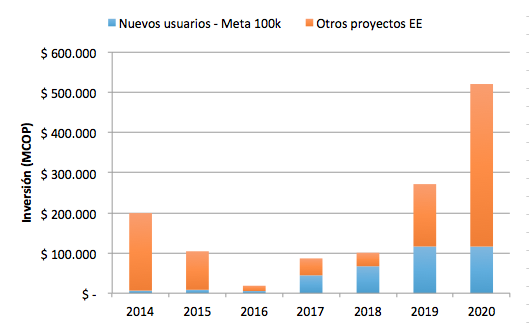 Nuevos usuarios - Meta 100k Otros proyectos EE
$ 600.000
$ 500.000
$ 400.000
$ 300.000
$ 200.000
$ 100.000
$ -
Inversión (MCOP)
2014 2015 2016 2017 2018 2019 2020